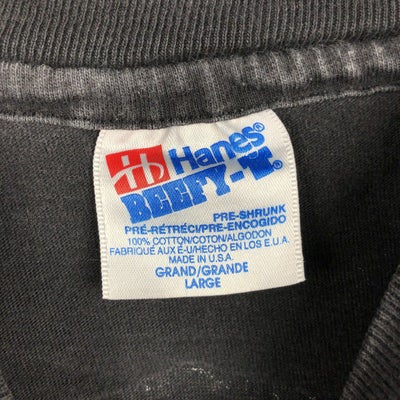 Hanes®
BEEFY-T®
PRE-SHRUNK
PRÉ-RÉTRÉCI/PRE-ENCOGIDO
100% COTTON/COTON/ALGODON
FABRIQUÉ AUX É-U/HECHO EN LOS E.U.A.
MADE IN U.S.A.
GRAND/GRANDE
LARGE